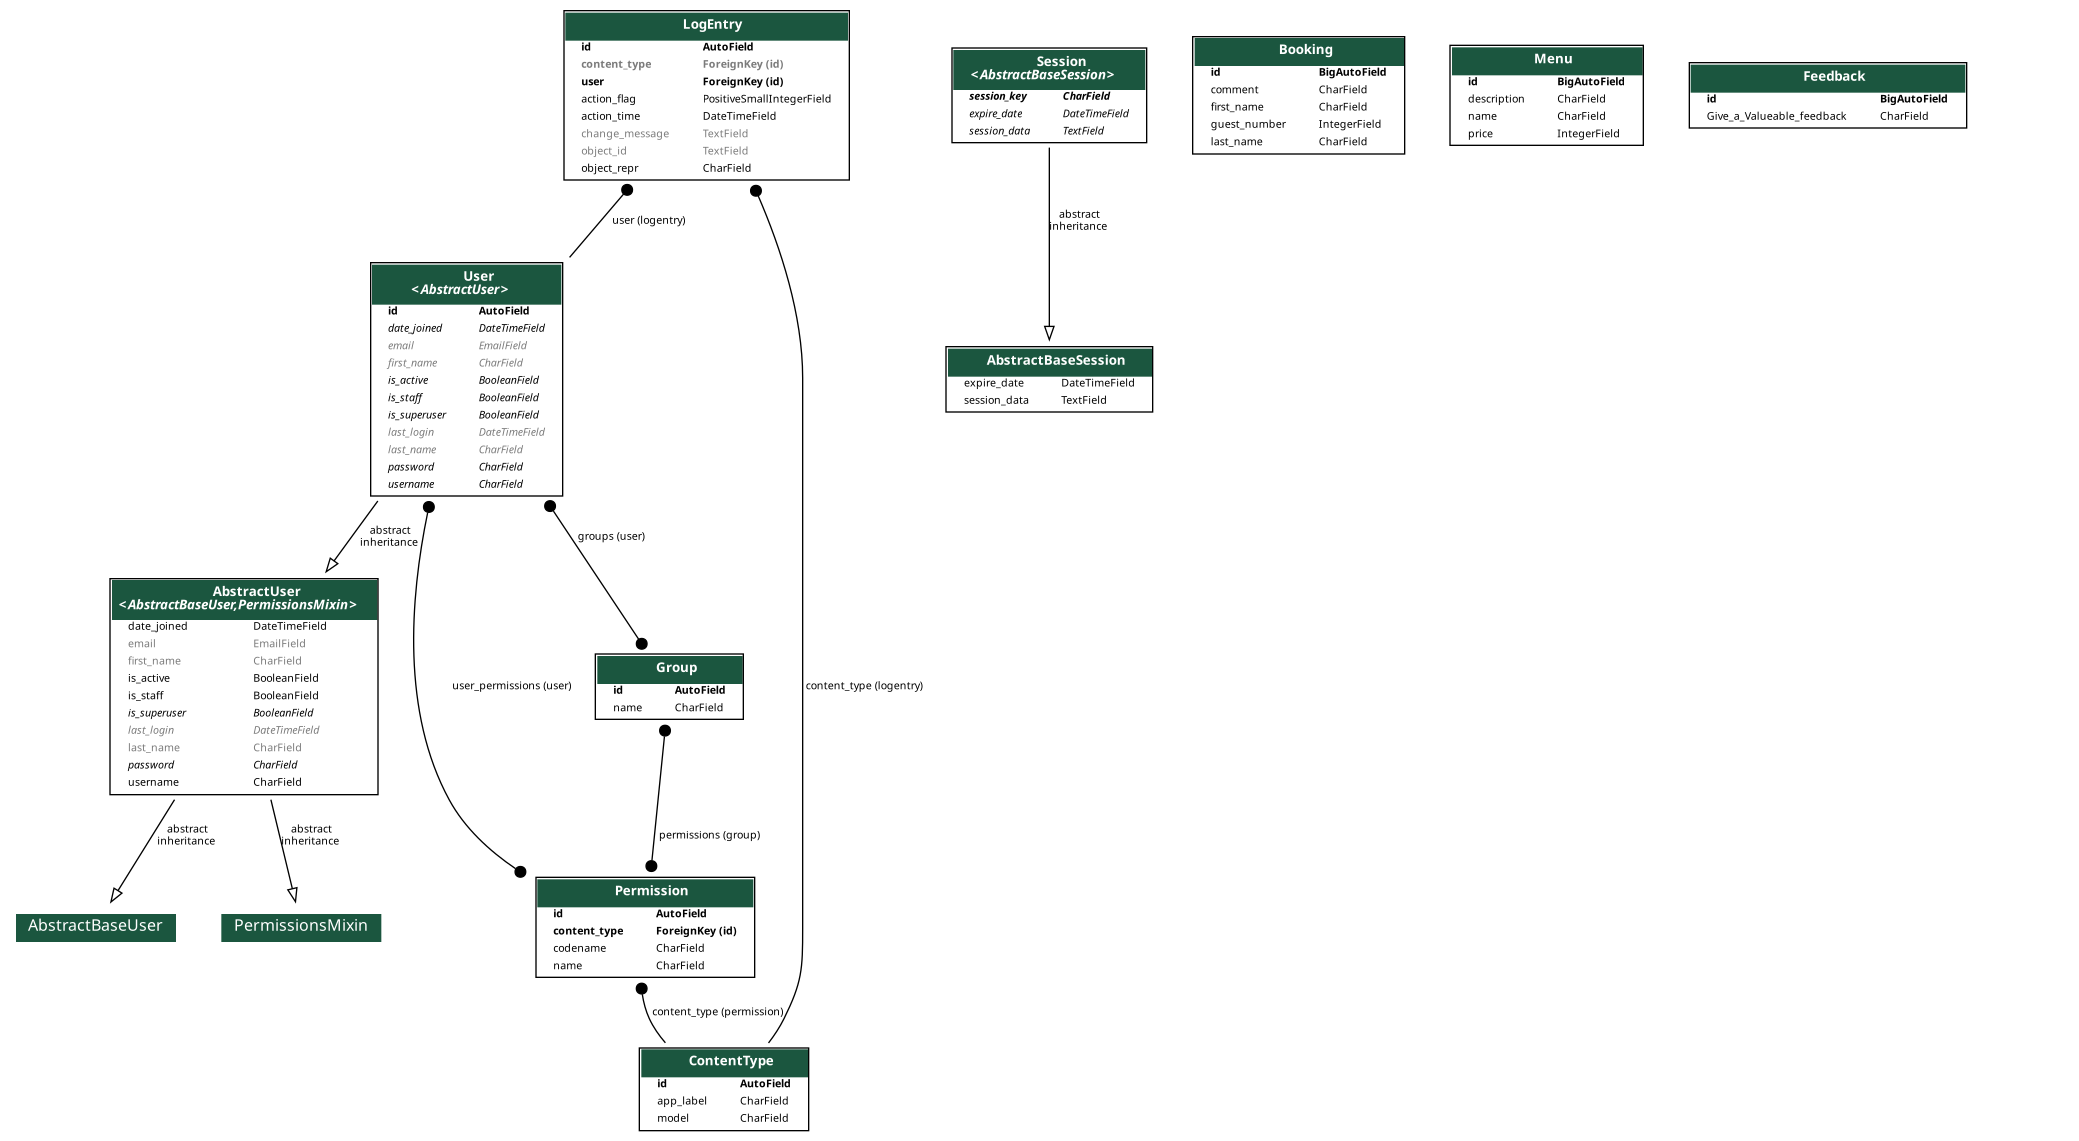 LogEntry
id AutoField
content_type ForeignKey (id)
user ForeignKey (id)
action_flag PositiveSmallIntegerField
action_time DateTimeField
change_message TextField
object_id TextField
object_repr CharField
Session
<AbstractBaseSession>
session_key CharField
expire_date DateTimeField
session_data TextField
Booking
id BigAutoField
comment CharField
first_name CharField
guest_number IntegerField
last_name CharField
Menu
id BigAutoField
description CharField
name CharField
price IntegerField
Feedback
id BigAutoField
Give_a_Valueable_feedback CharField
user (logentry)
abstract
inheritance
User
<AbstractUser>
id AutoField
date_joined DateTimeField
email EmailField
first_name CharField
is_active BooleanField
is_staff BooleanField
is_superuser BooleanField
last_login DateTimeField
last_name CharField
password CharField
username CharField
AbstractBaseSession
expire_date DateTimeField
session_data TextField
abstract
inheritance
groups (user)
AbstractUser
<AbstractBaseUser,PermissionsMixin>
date_joined DateTimeField
email EmailField
first_name CharField
is_active BooleanField
is_staff BooleanField
is_superuser BooleanField
last_login DateTimeField
last_name CharField
password CharField
username CharField
user_permissions (user)
Group
id AutoField
name CharField
content_type (logentry)
abstract
inheritance
abstract
inheritance
permissions (group)
AbstractBaseUser
PermissionsMixin
Permission
id AutoField
content_type ForeignKey (id)
codename CharField
name CharField
content_type (permission)
ContentType
id AutoField
app_label CharField
model CharField